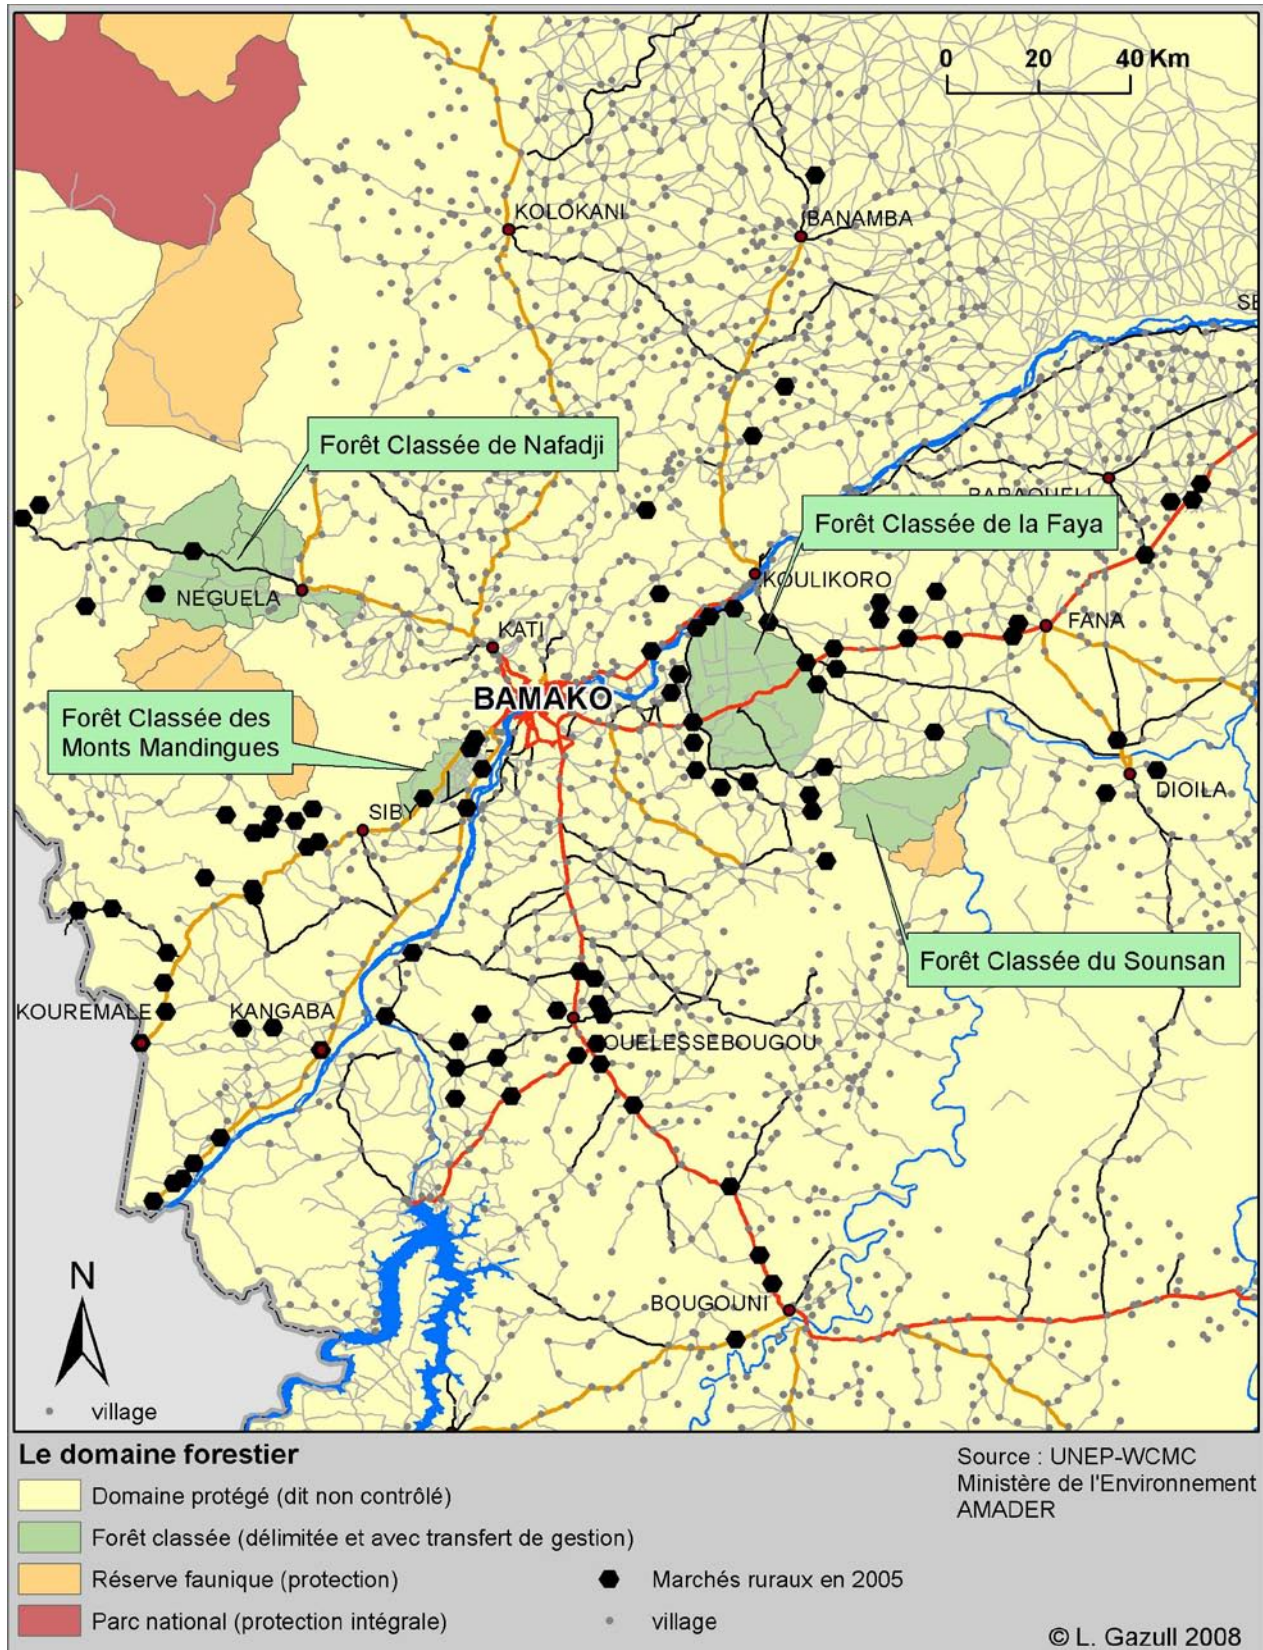 0 20 40 Km
KOLOKANI
BANAMBA
Forêt Classée de Nafadji
Forêt Classée de la Faya
KOULIKORO
NEGUELA
KATI
FANA
BAMAKO
Forêt Classée des
Monts Mandingues
DIOILA
SIBY
Forêt Classée du Sounsan
KOUREMALE
KANGABA
OUELESSEBOUGOU
BOUGOUNI
N
village
Le domaine forestier
Domaine protégé (dit non contrôlé)
Forêt classée (délimitée et avec transfert de gestion)
Réserve faunique (protection)
Parc national (protection intégrale)
Marchés ruraux en 2005
village
Source : UNEP-WCMC
Ministère de l'Environnement
AMADER
© L. Gazull 2008